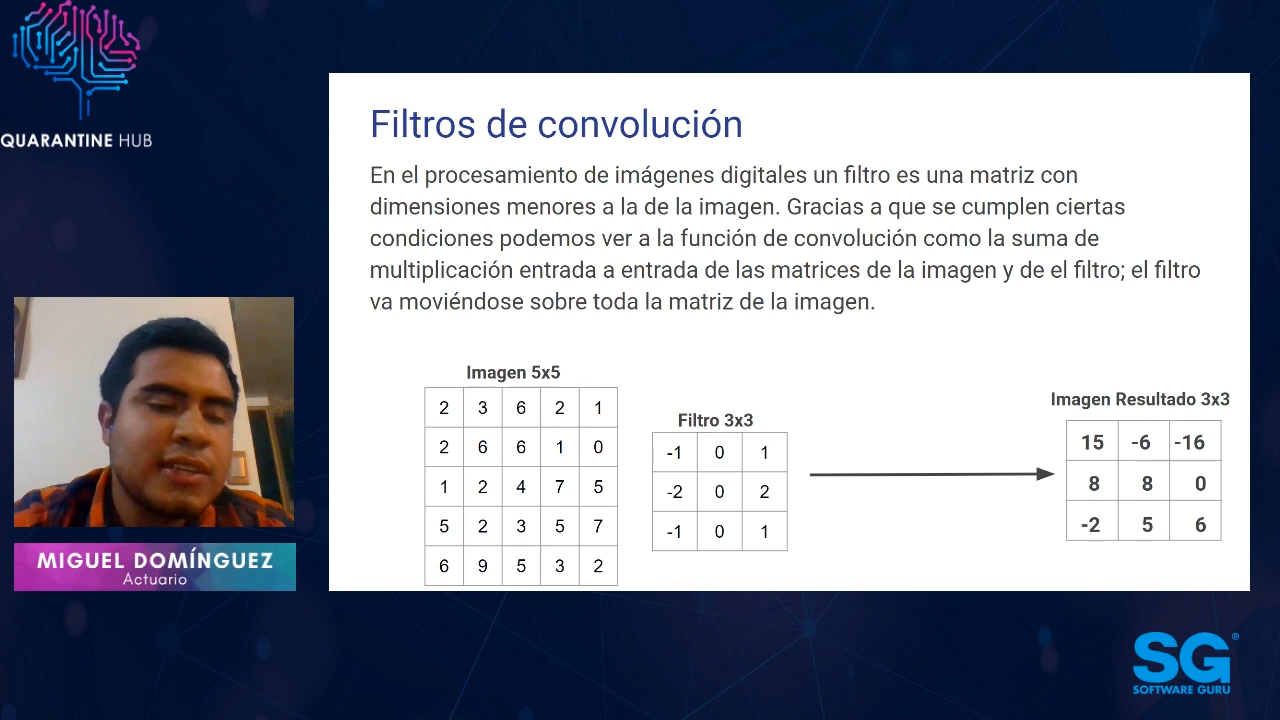 QUARANTINE HUB
Filtros de convolución
En el procesamiento de imágenes digitales un filtro es una matriz con
dimensiones menores a la de la imagen. Gracias a que se cumplen ciertas
condiciones podemos ver a la función de convolución como la suma de
multiplicación entrada a entrada de las matrices de la imagen y de el filtro; el filtro
va moviéndose sobre toda la matriz de la imagen.
Imagen 5x5
2 3 6 2 1
2 6 6 1 0
1 2 4 7 5
5 2 3 5 7
6 9 5 3 2
Filtro 3x3
-1 0 1
-2 0 2
-1 0 1
Imagen Resultado 3x3
15 -6 -16
8 8 0
-2 5 6
MIGUEL DOMÍNGUEZ
Actuario
SG®
SOFTWARE GURU